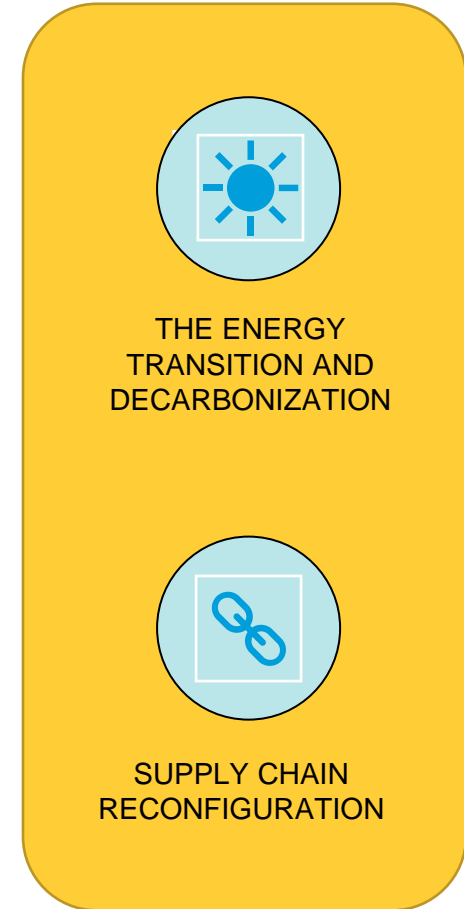 THE ENERGY
TRANSITION AND
DECARBONIZATION
SUPPLY CHAIN
RECONFIGURATION